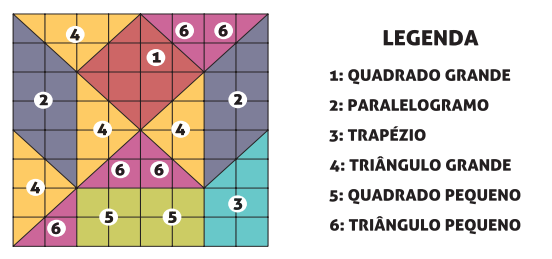 4
6 6
1
2
2
4
4
6 6
4
3
5
5
6
LEGENDA
1: QUADRADO GRANDE
2: PARALELOGRAMO
3: TRAPÉZIO
4: TRIÂNGULO GRANDE
5: QUADRADO PEQUENO
6: TRIÂNGULO PEQUENO